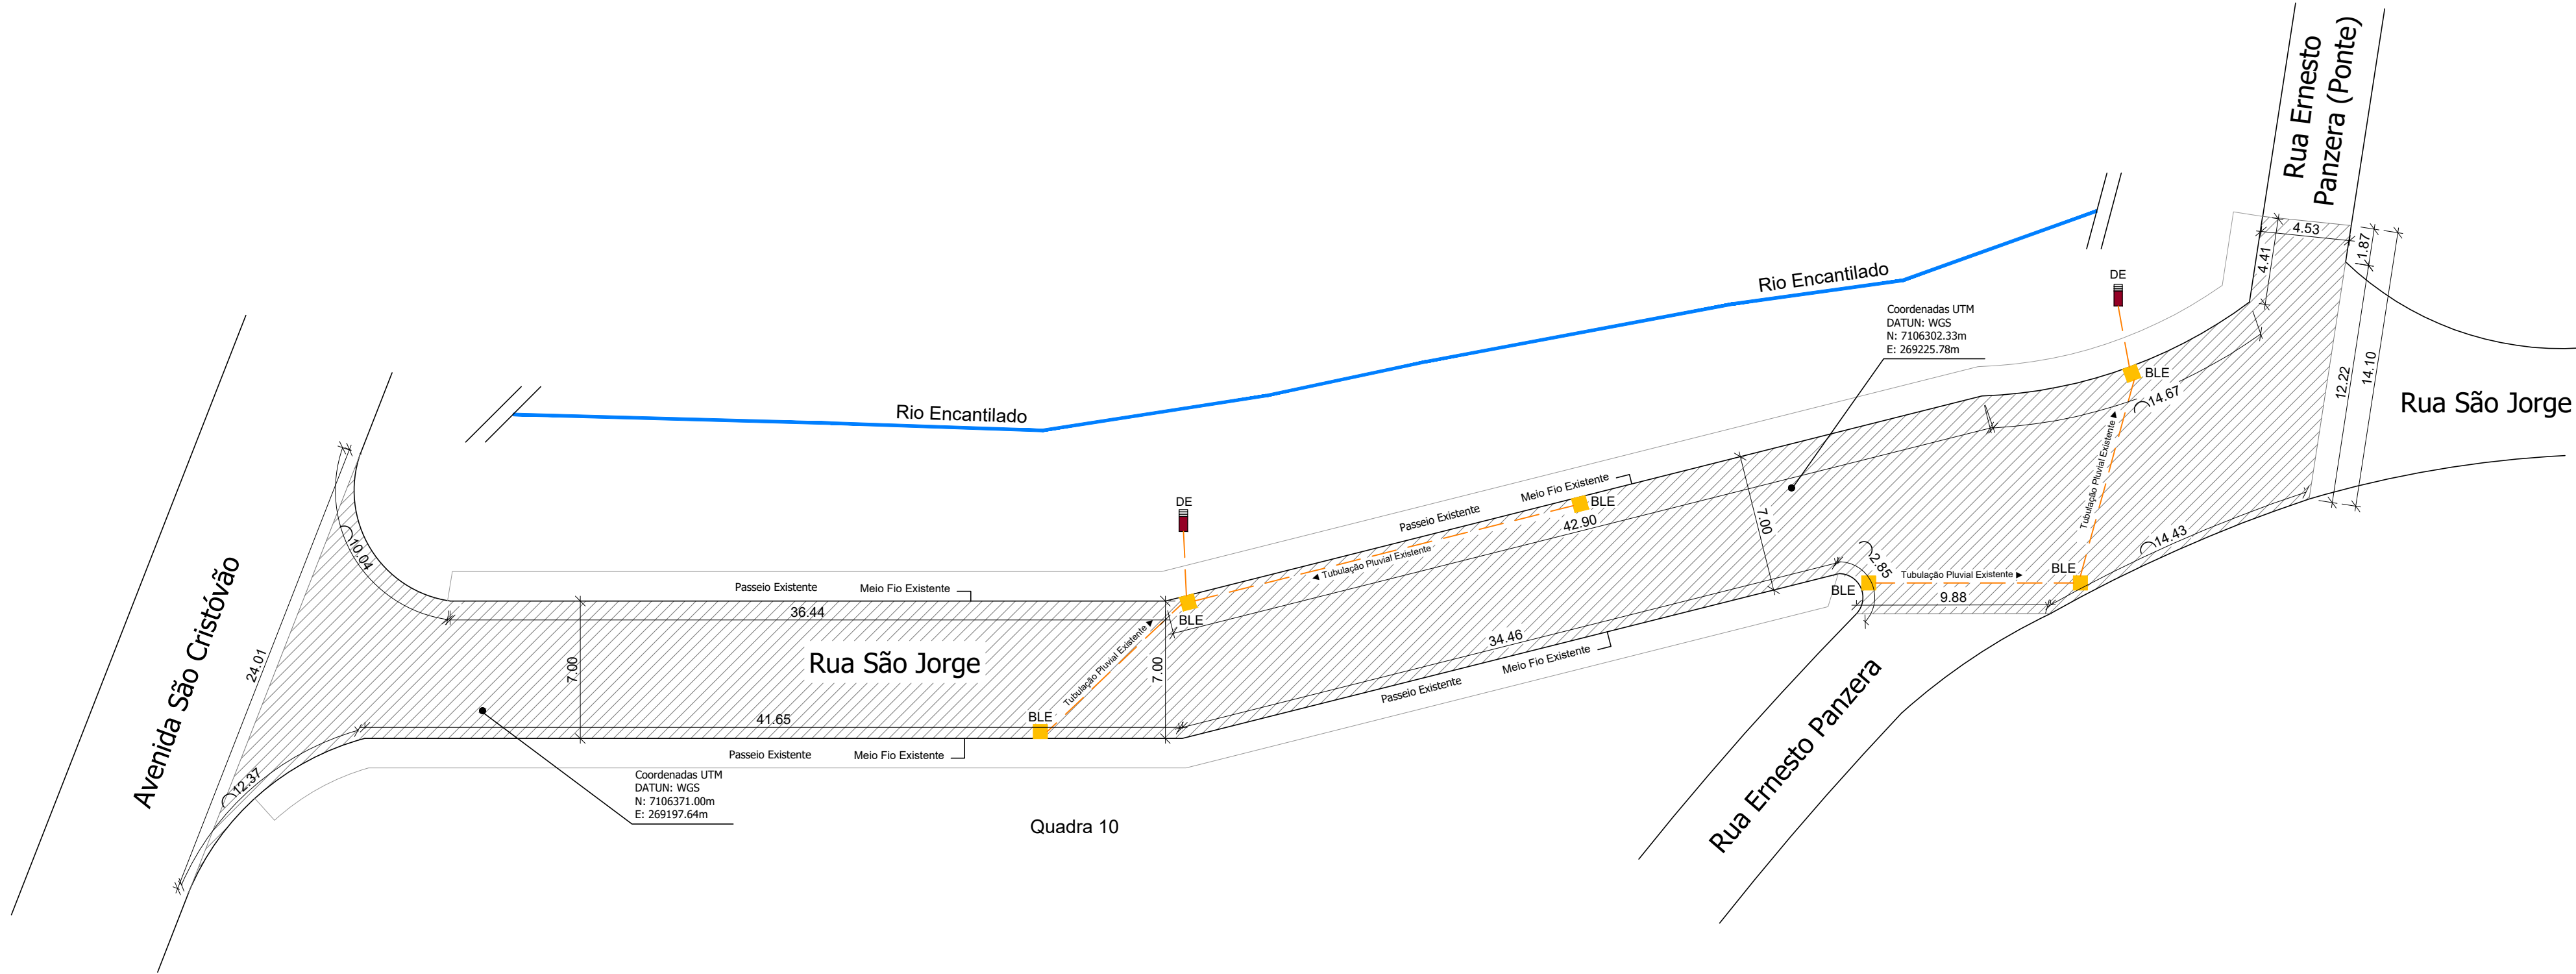 Rua Ernesto
Panzera (Ponte)
4.53
1.87
4.41
12.22
14.10
Rua São Jorge
DE
BLE
14.67
Tubulação Pluvial Existente
Rio Encantilado
Coordenadas UTM
DATUN: WGS
N: 7106302.33m
E: 269225.78m
Rio Encantilado
Meio Fio Existente
BLE
Passeio Existente
42.90
Tubulação Pluvial Existente
7.00
DE
BLE
14.43
2.85
BLE
Tubulação Pluvial Existente
BLE
9.88
Avenida São Cristóvão
24.01
10.04
12.37
Passeio Existente
Meio Fio Existente
36.44
Rua São Jorge
7.00
7.00
Tubulação Pluvial Existente
41.65
BLE
34.46
Meio Fio Existente
Passeio Existente
Passeio Existente
Meio Fio Existente
Coordenadas UTM
DATUN: WGS
N: 7106371.00m
E: 269197.64m
Quadra 10
Rua Ernesto Panzera